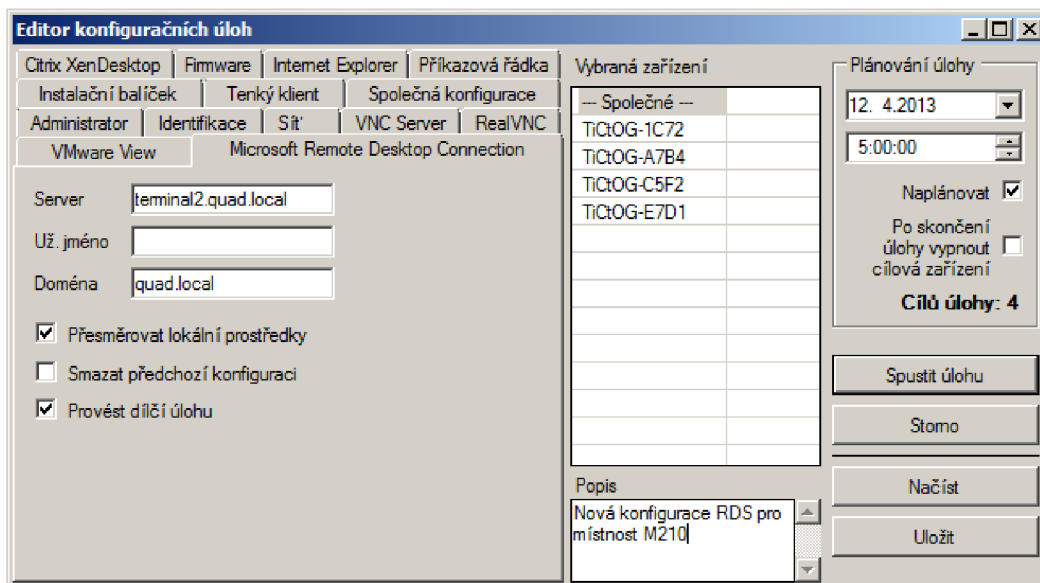 Editor konfiguračních úloh
Citrix XenDesktop Firmware Internet Explorer Příkazová řádka
Instalační balíček Tenký klient Společná konfigurace
Administrator Identifikace Síť VNC Server RealVNC
VMware View Microsoft Remote Desktop Connection
Server terminal2.quad.local
Už. jméno
Doména quad.local
Přesměrovat lokální prostředky
Smazat předchozí konfiguraci
Provést dílčí úlohu
Vybraná zařízení
--- Společné ---
TiCtOG-1C72
TiCtOG-A7B4
TiCtOG-C5F2
TiCtOG-E7D1
Popis
Nová konfigurace RDS pro
místnost M210
Plánování úlohy
12. 4.2013
5:00:00
Naplánovat
Po skončení
úlohy vypnout
cílová zařízení
Cílů úlohy: 4
Spustit úlohu
Storno
Načíst
Uložit